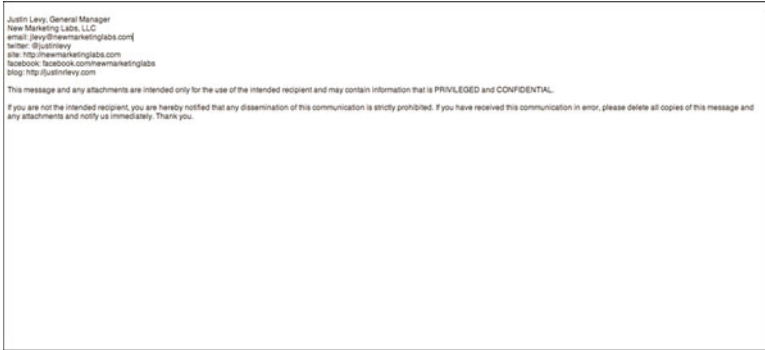 Justin Levy, General Manager
New Marketing Labs, LLC
email: jlevy@newmarketinglabs.com
twitter: @justinlevy
site: http://newmarketinglabs.com
facebook: facebook.com/newmarketinglabs
blog: http://justinrlevy.com
This message and any attachments are intended only for the use of the intended recipient and may contain information that is PRIVILEGED and CONFIDENTIAL.
If you are not the intended recipient, you are hereby notified that any dissemination of this communication is strictly prohibited. If you have received this communication in error, please delete all copies of this message and
any attachments and notify us immediately. Thank you.